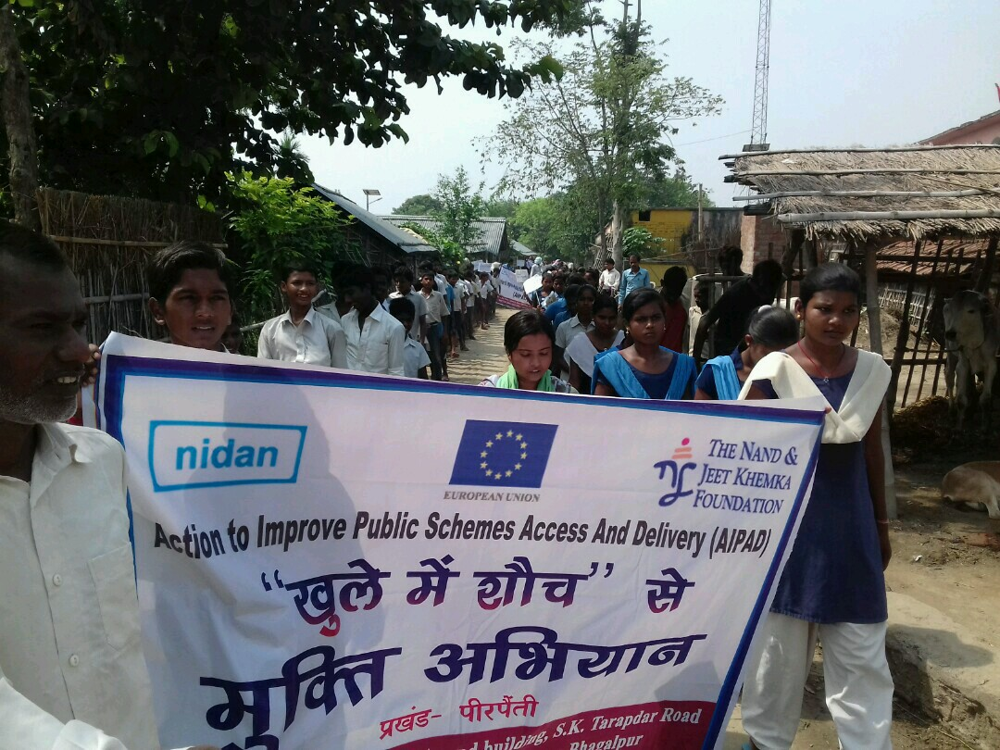 nidan
EUROPEAN UNION
THE NAND &
JEET KHEMKA
FOUNDATION
Action to Improve Public Schemes Access And Delivery (AIPAD)
“खुले में शौच” से
मुक्ति अभियान
प्रखंड- पीरपैंती
building, S.K. Tarapdar Road
Bhagalpur